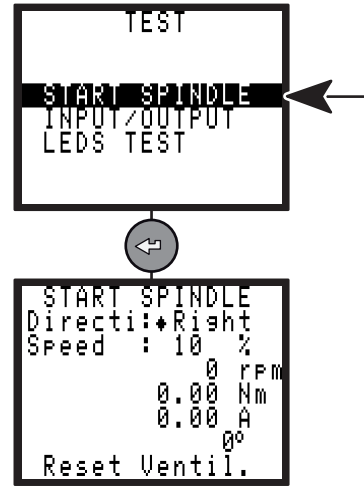 TEST
START SPINDLE
INPUT/OUTPUT
LEDS TEST
START SPINDLE
Directi:♦Right
Speed : 10 %
0 rpm
0.00 Nm
0.00 A
0º
Reset Ventil.